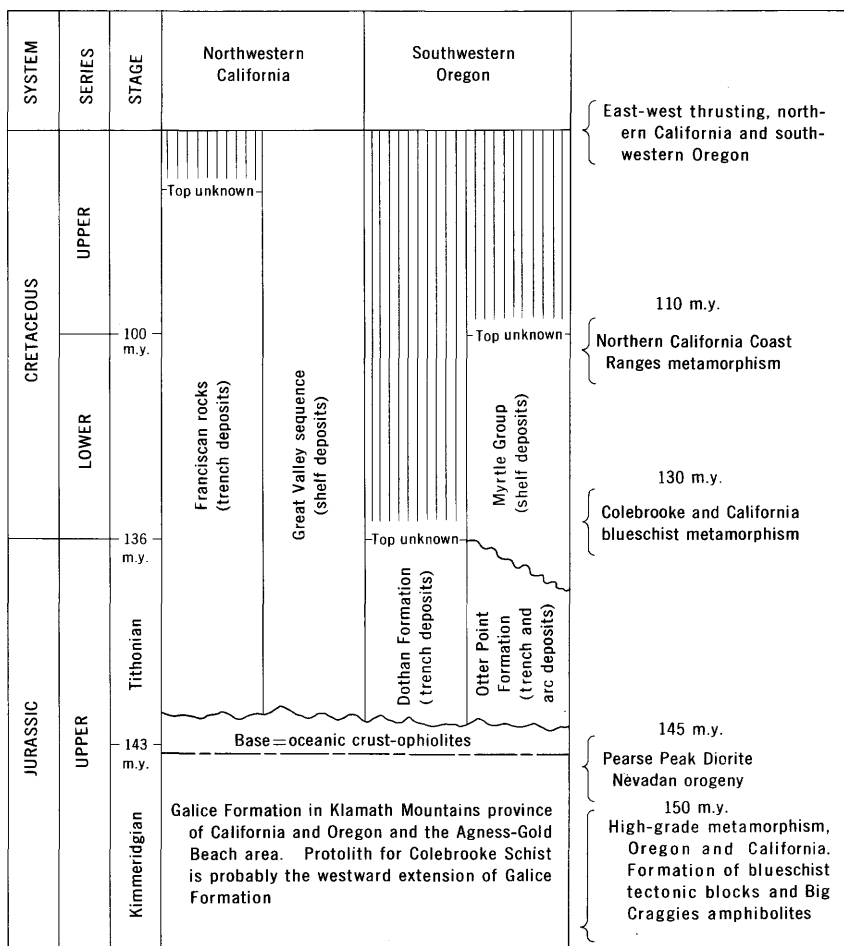 SYSTEM
SERIES
STAGE
Northwestern
California
Southwestern
Oregon
East-west thrusting, north-
ern California and south-
western Oregon
Top unknown
CRETACEOUS
UPPER
LOWER
100
m.y.
Franciscan rocks
(trench deposits)
Great Valley sequence
(shelf deposits)
Top unknown
Myrtle Group
(shelf deposits)
110 m.y.
Northern California Coast
Ranges metamorphism
130 m.y.
Colebrooke and California
blueschist metamorphism
136
m.y.
Top unknown
JURASSIC
UPPER
Tithonian
Dothan Formation
(trench deposits)
Otter Point
Formation
(trench and
arc deposits)
Base=oceanic crust-ophiolites
143
m.y.
145 m.y.
Pearse Peak Diorite
Nevadan orogeny
Kimmeridgian
Galice Formation in Klamath Mountains province
of California and Oregon and the Agness-Gold
Beach area. Protolith for Colebrooke Schist
is probably the westward extension of Galice
Formation
150 m.y.
High-grade metamorphism,
Oregon and California.
Formation of blueschist
tectonic blocks and Big
Craggies amphibolites